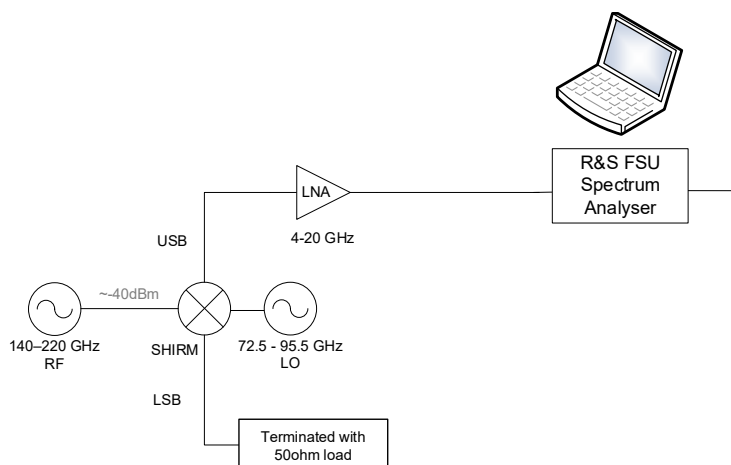 R&S FSU
Spectrum
Analyser
LNA
4-20 GHz
USB
~-40dBm
140–220 GHz
RF
SHIRM
72.5 - 95.5 GHz
LO
LSB
Terminated with
50ohm load